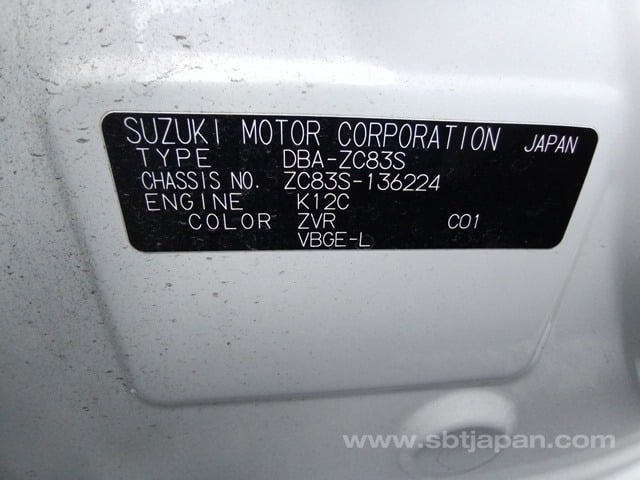 SUZUKI MOTOR CORPORATION JAPAN
TYPE DBA-ZC83S
CHASSIS NO. ZC83S-136224
ENGINE K12C
COLOR ZVR C01
VBGE-L
www.sbtjapan.com